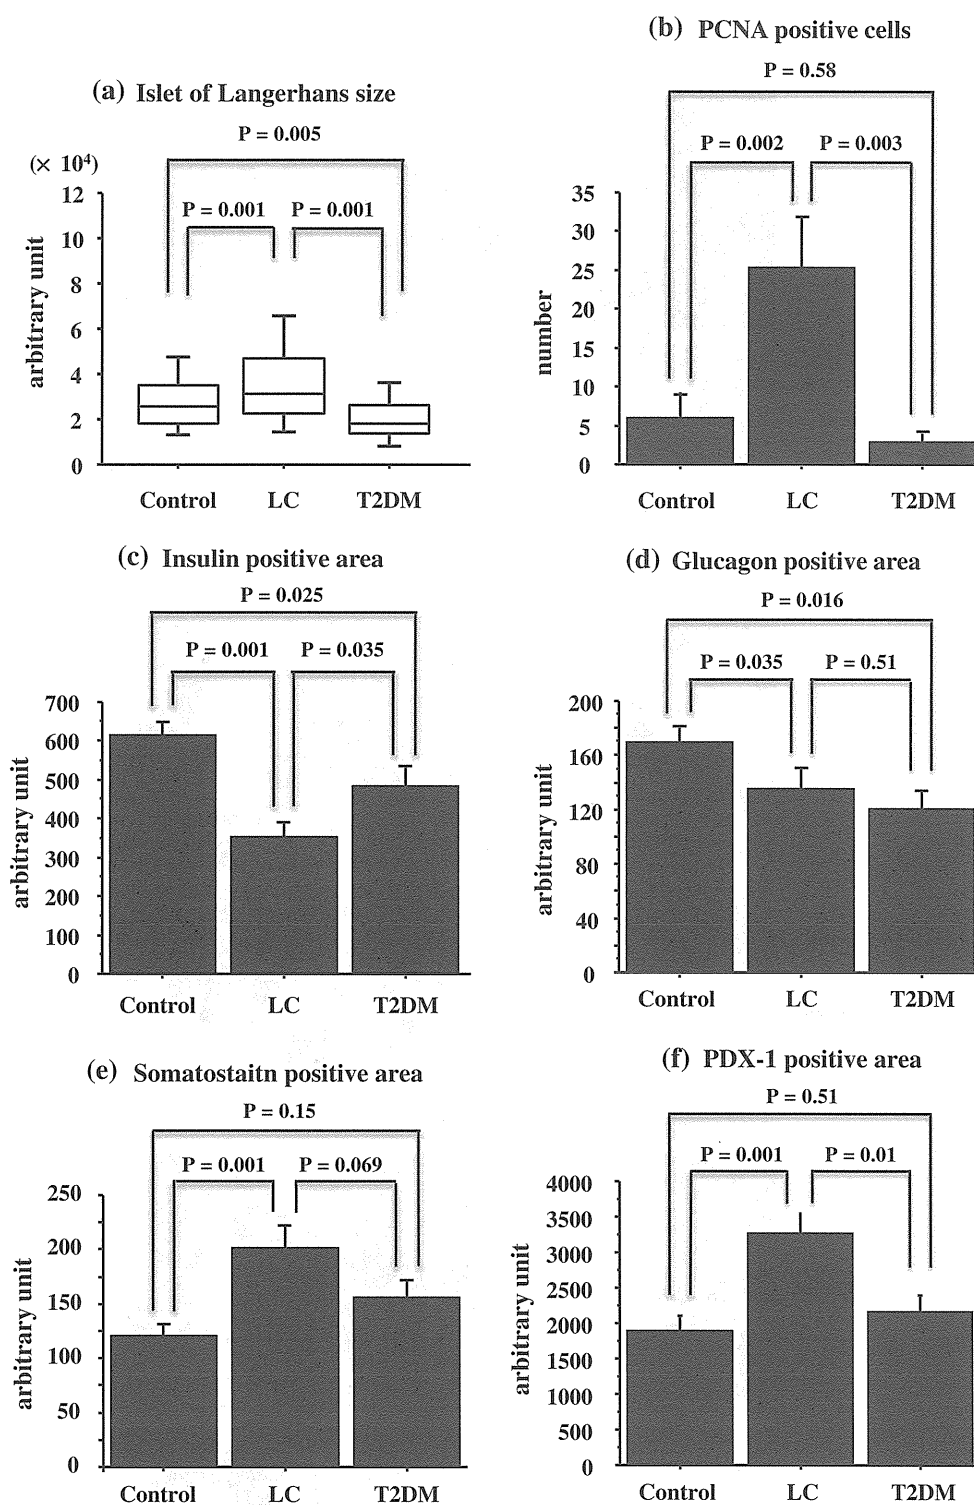 (a) Islet of Langerhans size
P = 0.005
(× 10⁴)
P = 0.001 P = 0.001
12
10
8
6
4
2
0
arbitrary unit
Control LC T2DM
(b) PCNA positive cells
P = 0.58
P = 0.002 P = 0.003
35
30
25
20
15
10
5
0
number
Control LC T2DM
(c) Insulin positive area
P = 0.025
P = 0.001 P = 0.035
700
600
500
400
300
200
100
0
arbitrary unit
Control LC T2DM
(d) Glucagon positive area
P = 0.016
P = 0.035 P = 0.51
200
160
120
80
40
0
arbitrary unit
Control LC T2DM
(e) Somatostaitn positive area
P = 0.15
P = 0.001 P = 0.069
250
200
150
100
50
0
arbitrary unit
Control LC T2DM
(f) PDX-1 positive area
P = 0.51
P = 0.001 P = 0.01
4000
3500
3000
2500
2000
1500
1000
500
0
arbitrary unit
Control LC T2DM